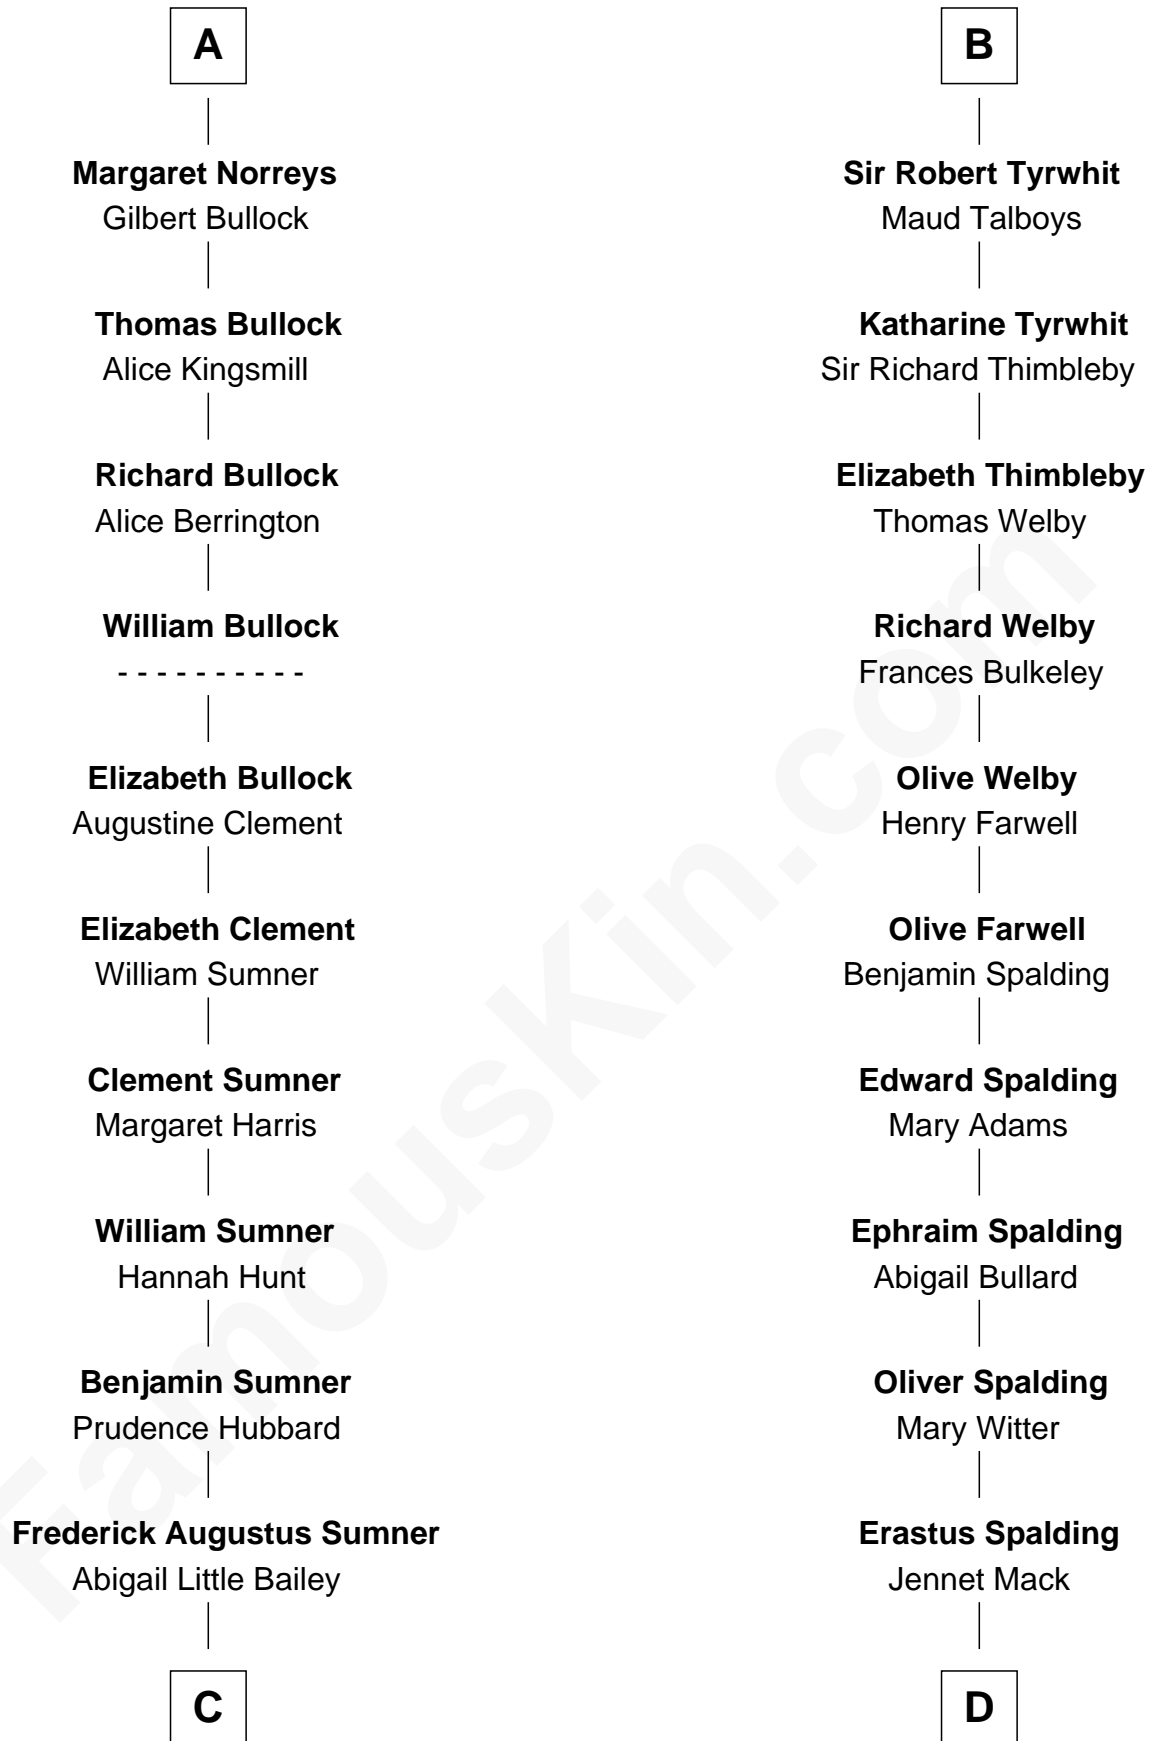 A
Margaret Norreys
Gilbert Bullock
Thomas Bullock
Alice Kingsmill
Richard Bullock
Alice Berrington
William Bullock
- - - - - - - - - -
Elizabeth Bullock
Augustine Clement
Elizabeth Clement
William Sumner
Clement Sumner
Margaret Harris
William Sumner
Hannah Hunt
Benjamin Sumner
Prudence Hubbard
Frederick Augustus Sumner
Abigail Little Bailey
C
B
Sir Robert Tyrwhit
Maud Talboys
Katharine Tyrwhit
Sir Richard Thimbleby
Elizabeth Thimbleby
Thomas Welby
Richard Welby
Frances Bulkeley
Olive Welby
Henry Farwell
Olive Farwell
Benjamin Spalding
Edward Spalding
Mary Adams
Ephraim Spalding
Abigail Bullard
Oliver Spalding
Mary Witter
Erastus Spalding
Jennet Mack
D
FamousKin.com